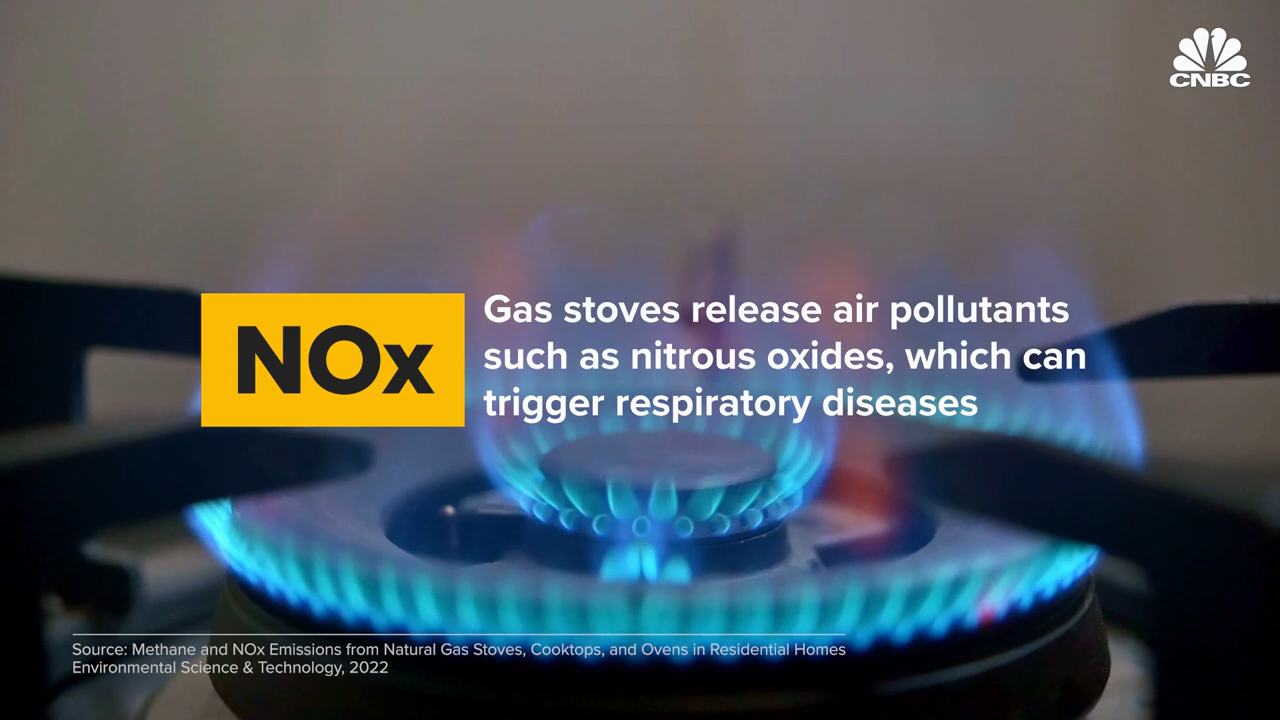 CNBC
NOx
Gas stoves release air pollutants
such as nitrous oxides, which can
trigger respiratory diseases
Source: Methane and NOx Emissions from Natural Gas Stoves, Cooktops, and Ovens in Residential Homes
Environmental Science & Technology, 2022